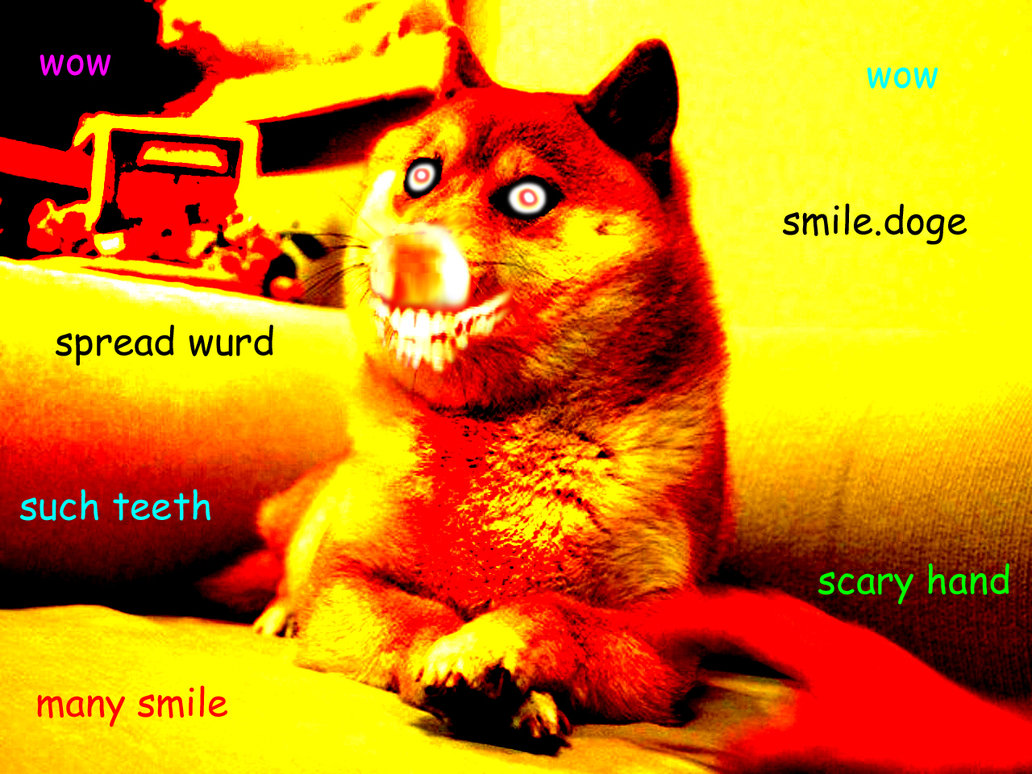 wow
wow
smile.doge
spread wurd
such teeth
scary hand
many smile